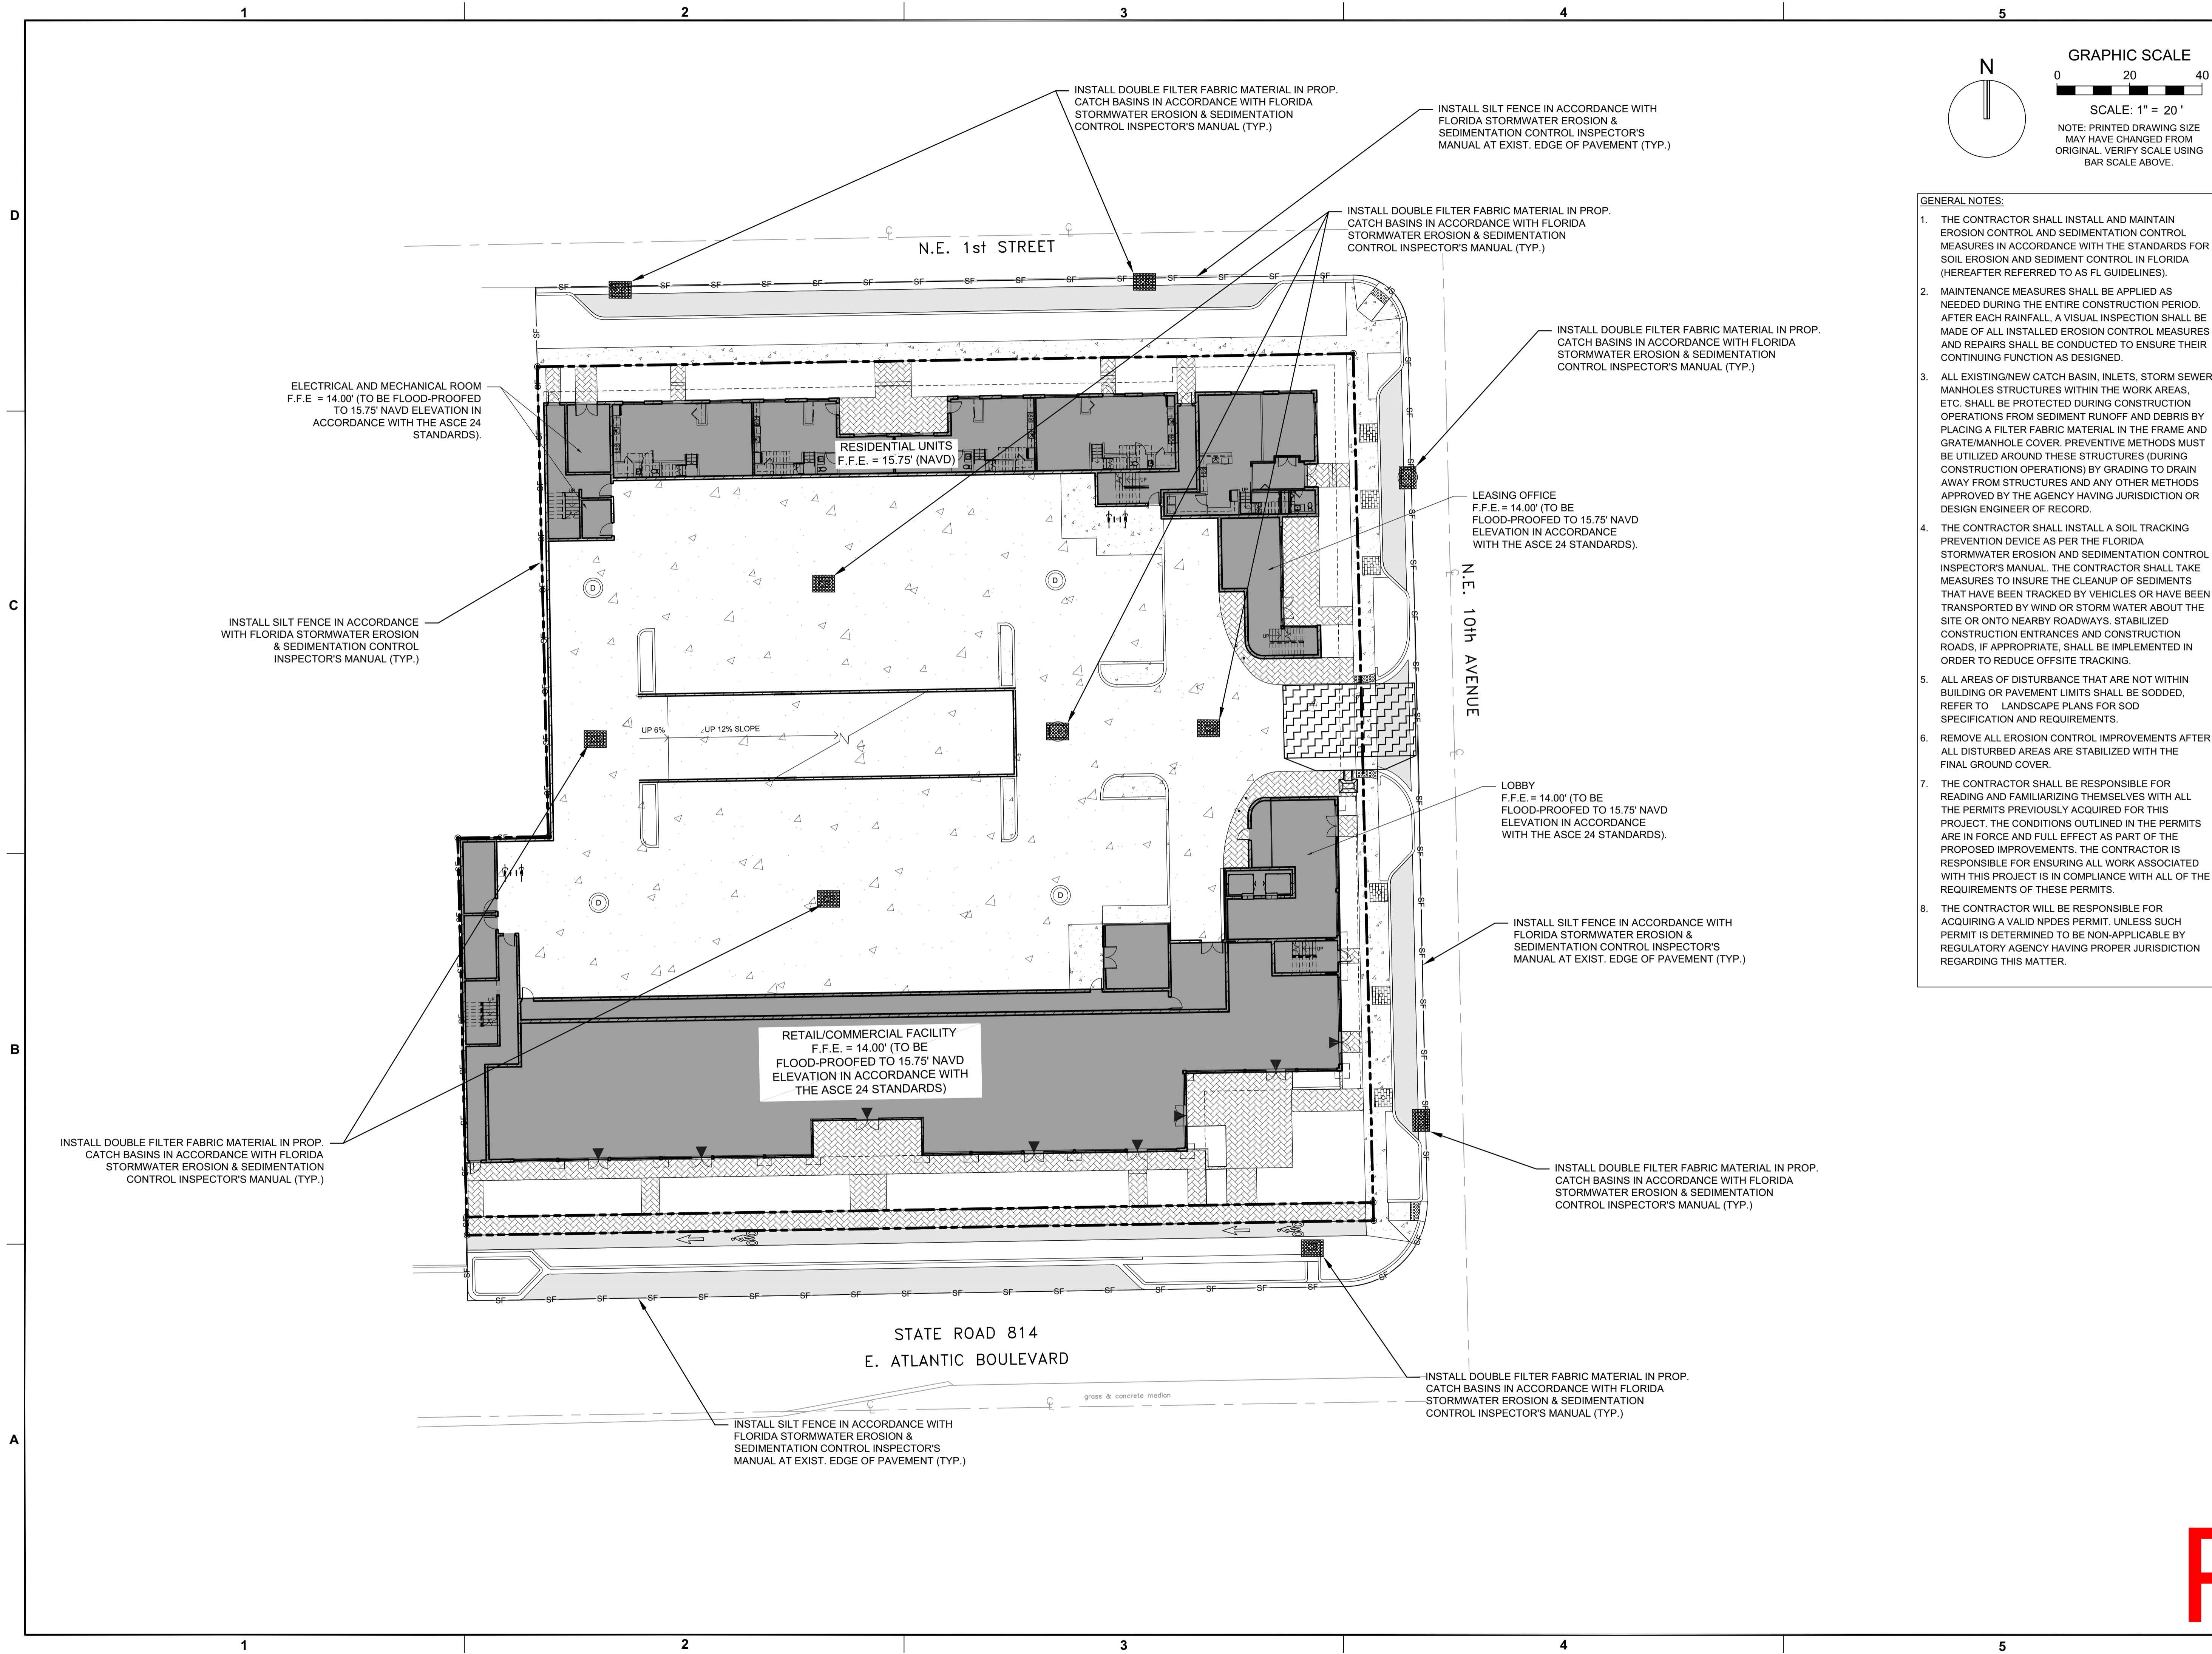 1
2
3
4
5
N
GRAPHIC SCALE
0 20 40
SCALE: 1" = 20 '
NOTE: PRINTED DRAWING SIZE
MAY HAVE CHANGED FROM
ORIGINAL. VERIFY SCALE USING
BAR SCALE ABOVE.
INSTALL DOUBLE FILTER FABRIC MATERIAL IN PROP.
CATCH BASINS IN ACCORDANCE WITH FLORIDA
STORMWATER EROSION & SEDIMENTATION
CONTROL INSPECTOR'S MANUAL (TYP.)
INSTALL SILT FENCE IN ACCORDANCE WITH
FLORIDA STORMWATER EROSION &
SEDIMENTATION CONTROL INSPECTOR'S
MANUAL AT EXIST. EDGE OF PAVEMENT (TYP.)
D
INSTALL DOUBLE FILTER FABRIC MATERIAL IN PROP.
CATCH BASINS IN ACCORDANCE WITH FLORIDA
STORMWATER EROSION & SEDIMENTATION
CONTROL INSPECTOR'S MANUAL (TYP.)
N.E. 1st STREET
INSTALL DOUBLE FILTER FABRIC MATERIAL IN PROP.
CATCH BASINS IN ACCORDANCE WITH FLORIDA
STORMWATER EROSION & SEDIMENTATION
CONTROL INSPECTOR'S MANUAL (TYP.)
ELECTRICAL AND MECHANICAL ROOM
F.F.E = 14.00' (TO BE FLOOD-PROOFED
TO 15.75' NAVD ELEVATION IN
ACCORDANCE WITH THE ASCE 24
STANDARDS).
RESIDENTIAL UNITS
F.F.E. = 15.75' (NAVD)
LEASING OFFICE
F.F.E. = 14.00' (TO BE
FLOOD-PROOFED TO 15.75' NAVD
ELEVATION IN ACCORDANCE
WITH THE ASCE 24 STANDARDS).
N.E. 10th AVENUE
C
INSTALL SILT FENCE IN ACCORDANCE
WITH FLORIDA STORMWATER EROSION
& SEDIMENTATION CONTROL
INSPECTOR'S MANUAL (TYP.)
D
D
UP 6%
UP 12% SLOPE
LOBBY
F.F.E. = 14.00' (TO BE
FLOOD-PROOFED TO 15.75' NAVD
ELEVATION IN ACCORDANCE
WITH THE ASCE 24 STANDARDS).
D
D
INSTALL SILT FENCE IN ACCORDANCE WITH
FLORIDA STORMWATER EROSION &
SEDIMENTATION CONTROL INSPECTOR'S
MANUAL AT EXIST. EDGE OF PAVEMENT (TYP.)
B
RETAIL/COMMERCIAL FACILITY
F.F.E. = 14.00' (TO BE
FLOOD-PROOFED TO 15.75' NAVD
ELEVATION IN ACCORDANCE WITH
THE ASCE 24 STANDARDS)
INSTALL DOUBLE FILTER FABRIC MATERIAL IN PROP.
CATCH BASINS IN ACCORDANCE WITH FLORIDA
STORMWATER EROSION & SEDIMENTATION
CONTROL INSPECTOR'S MANUAL (TYP.)
INSTALL DOUBLE FILTER FABRIC MATERIAL IN PROP.
CATCH BASINS IN ACCORDANCE WITH FLORIDA
STORMWATER EROSION & SEDIMENTATION
CONTROL INSPECTOR'S MANUAL (TYP.)
STATE ROAD 814
E. ATLANTIC BOULEVARD
grass & concrete median
INSTALL DOUBLE FILTER FABRIC MATERIAL IN PROP.
CATCH BASINS IN ACCORDANCE WITH FLORIDA
STORMWATER EROSION & SEDIMENTATION
CONTROL INSPECTOR'S MANUAL (TYP.)
INSTALL SILT FENCE IN ACCORDANCE WITH
FLORIDA STORMWATER EROSION &
SEDIMENTATION CONTROL INSPECTOR'S
MANUAL AT EXIST. EDGE OF PAVEMENT (TYP.)
A
GENERAL NOTES:
1. THE CONTRACTOR SHALL INSTALL AND MAINTAIN
EROSION CONTROL AND SEDIMENTATION CONTROL
MEASURES IN ACCORDANCE WITH THE STANDARDS FOR
SOIL EROSION AND SEDIMENT CONTROL IN FLORIDA
(HEREAFTER REFERRED TO AS FL GUIDELINES).
2. MAINTENANCE MEASURES SHALL BE APPLIED AS
NEEDED DURING THE ENTIRE CONSTRUCTION PERIOD.
AFTER EACH RAINFALL, A VISUAL INSPECTION SHALL BE
MADE OF ALL INSTALLED EROSION CONTROL MEASURES
AND REPAIRS SHALL BE CONDUCTED TO ENSURE THEIR
CONTINUING FUNCTION AS DESIGNED.
3. ALL EXISTING/NEW CATCH BASIN, INLETS, STORM SEWER
MANHOLES STRUCTURES WITHIN THE WORK AREAS,
ETC. SHALL BE PROTECTED DURING CONSTRUCTION
OPERATIONS FROM SEDIMENT RUNOFF AND DEBRIS BY
PLACING A FILTER FABRIC MATERIAL IN THE FRAME AND
GRATE/MANHOLE COVER. PREVENTIVE METHODS MUST
BE UTILIZED AROUND THESE STRUCTURES (DURING
CONSTRUCTION OPERATIONS) BY GRADING TO DRAIN
AWAY FROM STRUCTURES AND ANY OTHER METHODS
APPROVED BY THE AGENCY HAVING JURISDICTION OR
DESIGN ENGINEER OF RECORD.
4. THE CONTRACTOR SHALL INSTALL A SOIL TRACKING
PREVENTION DEVICE AS PER THE FLORIDA
STORMWATER EROSION AND SEDIMENTATION CONTROL
INSPECTOR'S MANUAL. THE CONTRACTOR SHALL TAKE
MEASURES TO INSURE THE CLEANUP OF SEDIMENTS
THAT HAVE BEEN TRACKED BY VEHICLES OR HAVE BEEN
TRANSPORTED BY WIND OR STORM WATER ABOUT THE
SITE OR ONTO NEARBY ROADWAYS. STABILIZED
CONSTRUCTION ENTRANCES AND CONSTRUCTION
ROADS, IF APPROPRIATE, SHALL BE IMPLEMENTED IN
ORDER TO REDUCE OFFSITE TRACKING.
5. ALL AREAS OF DISTURBANCE THAT ARE NOT WITHIN
BUILDING OR PAVEMENT LIMITS SHALL BE SODDED,
REFER TO LANDSCAPE PLANS FOR SOD
SPECIFICATION AND REQUIREMENTS.
6. REMOVE ALL EROSION CONTROL IMPROVEMENTS AFTER
ALL DISTURBED AREAS ARE STABILIZED WITH THE
FINAL GROUND COVER.
7. THE CONTRACTOR SHALL BE RESPONSIBLE FOR
READING AND FAMILIARIZING THEMSELVES WITH ALL
THE PERMITS PREVIOUSLY ACQUIRED FOR THIS
PROJECT. THE CONDITIONS OUTLINED IN THE PERMITS
ARE IN FORCE AND FULL EFFECT AS PART OF THE
PROPOSED IMPROVEMENTS. THE CONTRACTOR IS
RESPONSIBLE FOR ENSURING ALL WORK ASSOCIATED
WITH THIS PROJECT IS IN COMPLIANCE WITH ALL OF THE
REQUIREMENTS OF THESE PERMITS.
8. THE CONTRACTOR WILL BE RESPONSIBLE FOR
ACQUIRING A VALID NPDES PERMIT. UNLESS SUCH
PERMIT IS DETERMINED TO BE NON-APPLICABLE BY
REGULATORY AGENCY HAVING PROPER JURISDICTION
REGARDING THIS MATTER.
1
2
3
4
5